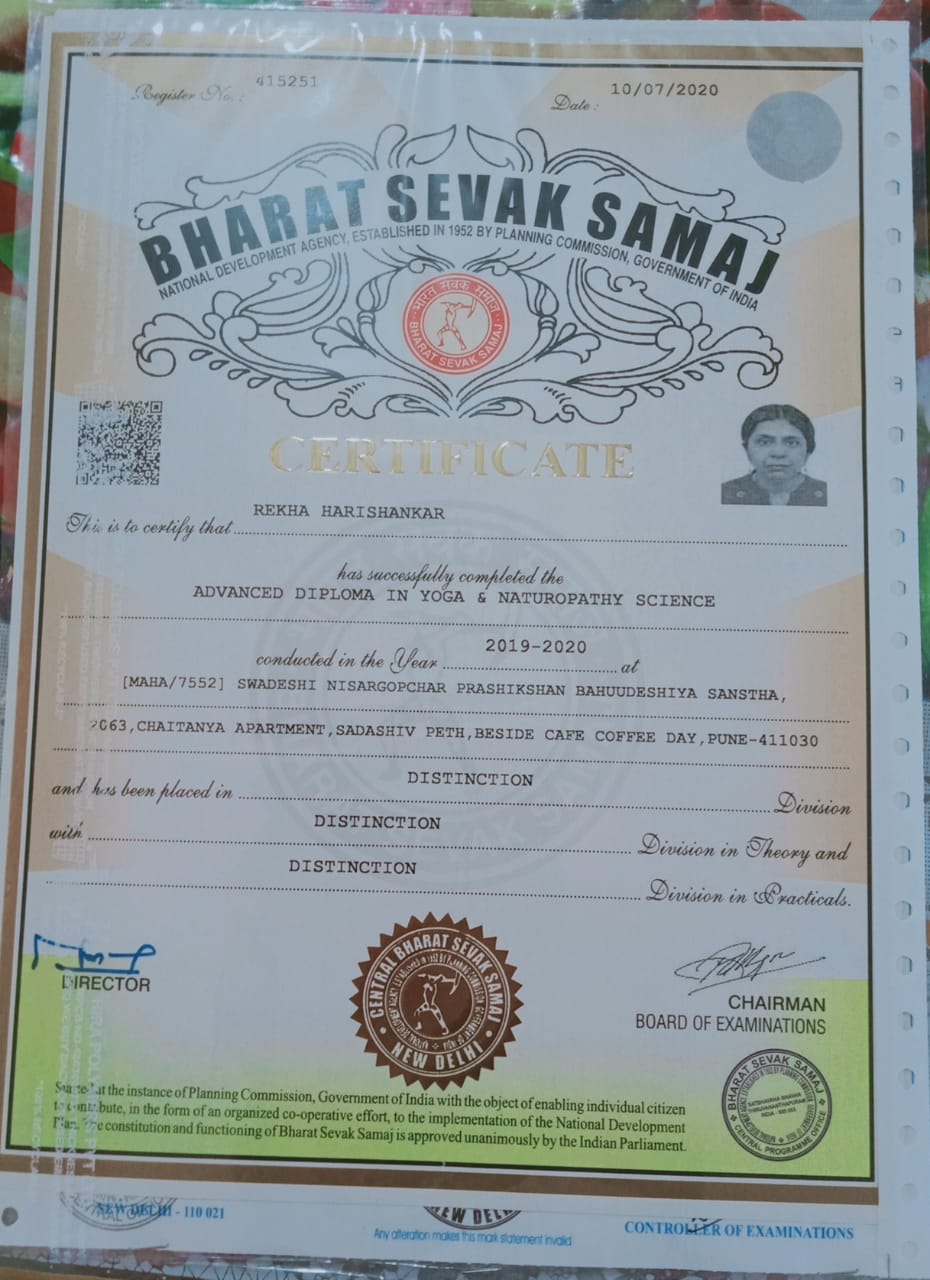 Register No. : 415251
Date : 10/07/2020
BHARAT SEVAK SAMAJ
NATIONAL DEVELOPMENT AGENCY, ESTABLISHED IN 1952 BY PLANNING COMMISSION, GOVERNMENT OF INDIA
भारत सेवक समाज
BHARAT SEVAK SAMAJ
CERTIFICATE
This is to certify that REKHA HARISHANKAR
has successfully completed the
ADVANCED DIPLOMA IN YOGA & NATUROPATHY SCIENCE
conducted in the Year 2019-2020 at
[MAHA/7552] SWADESHI NISARGOPCHAR PRASHIKSHAN BAHUUDESHIYA SANSTHA,
2063,CHAITANYA APARTMENT,SADASHIV PETH,BESIDE CAFE COFFEE DAY,PUNE-411030
and has been placed in DISTINCTION Division
with DISTINCTION Division in Theory and
DISTINCTION Division in Practicals.
DIRECTOR
CENTRAL BHARAT SEVAK SAMAJ
NEW DELHI
CHAIRMAN
BOARD OF EXAMINATIONS
BHARAT SEVAK SAMAJ
CENTRAL PROGRAMME OFFICE
at the instance of Planning Commission, Government of India with the object of enabling individual citizen
to contribute, in the form of an organized co-operative effort, to the implementation of the National Development
Plan. The constitution and functioning of Bharat Sevak Samaj is approved unanimously by the Indian Parliament.
NEW DELHI - 110 021
NEW DELHI
Any alteration makes this mark statement invalid
CONTROLLER OF EXAMINATIONS